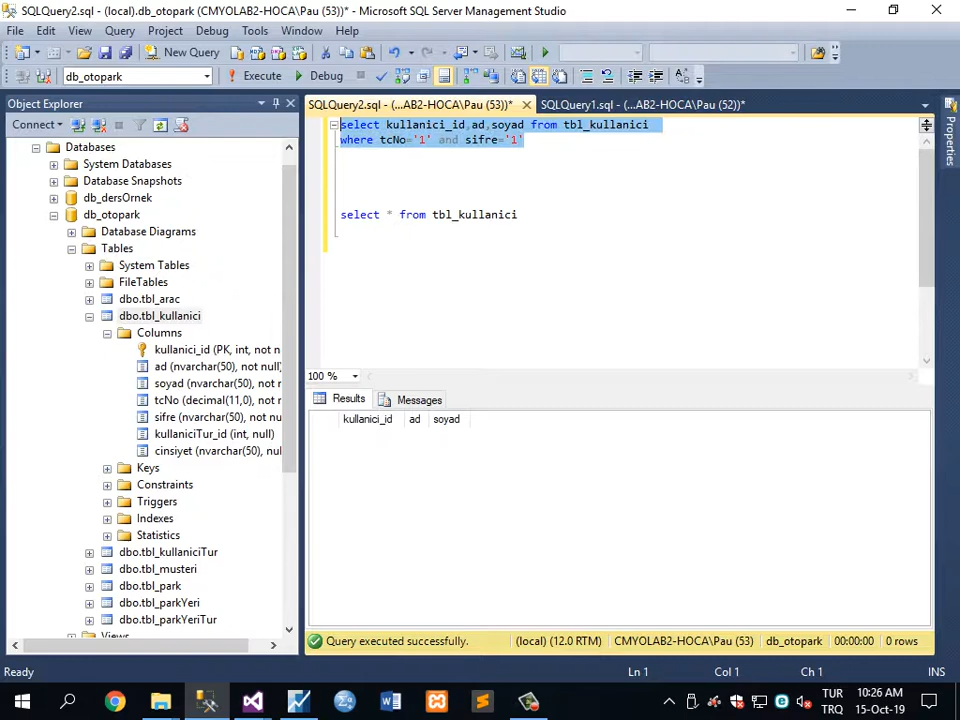 SQLQuery2.sql - (local).db_otopark (CMYOLAB2-HOCA\Pau (53))* - Microsoft SQL Server Management Studio
File Edit View Query Project Debug Tools Window Help
New Query
db_otopark Execute Debug
Object Explorer
SQLQuery2.sql - (...AB2-HOCA\Pau (53))* SQLQuery1.sql - (...AB2-HOCA\Pau (52))*
Connect
Databases
System Databases
Database Snapshots
db_dersOrnek
db_otopark
Database Diagrams
Tables
System Tables
FileTables
dbo.tbl_arac
dbo.tbl_kullanici
Columns
kullanici_id (PK, int, not n
ad (nvarchar(50), not null)
soyad (nvarchar(50), not n
tcNo (decimal(11,0), not n
sifre (nvarchar(50), not nu
kullaniciTur_id (int, null)
cinsiyet (nvarchar(50), nul
Keys
Constraints
Triggers
Indexes
Statistics
dbo.tbl_kullaniciTur
dbo.tbl_musteri
dbo.tbl_park
dbo.tbl_parkYeri
dbo.tbl_parkYeriTur
Views
select kullanici_id,ad,soyad from tbl_kullanici
where tcNo='1' and sifre='1'
select * from tbl_kullanici
100 %
Results Messages
kullanici_id ad soyad
Query executed successfully. (local) (12.0 RTM) CMYOLAB2-HOCA\Pau (53) db_otopark 00:00:00 0 rows
Properties
Ready Ln 1 Col 1 Ch 1 INS
TUR 10:26 AM
TRQ 15-Oct-19